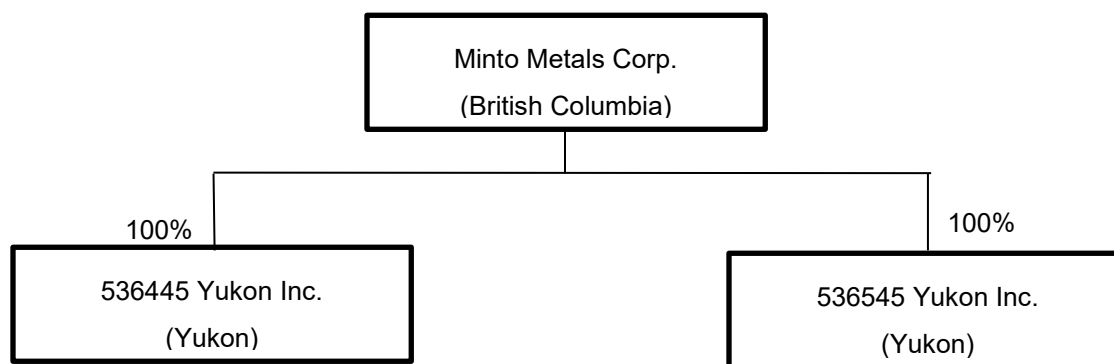 Minto Metals Corp.
(British Columbia)
100%
100%
536445 Yukon Inc.
(Yukon)
536545 Yukon Inc.
(Yukon)